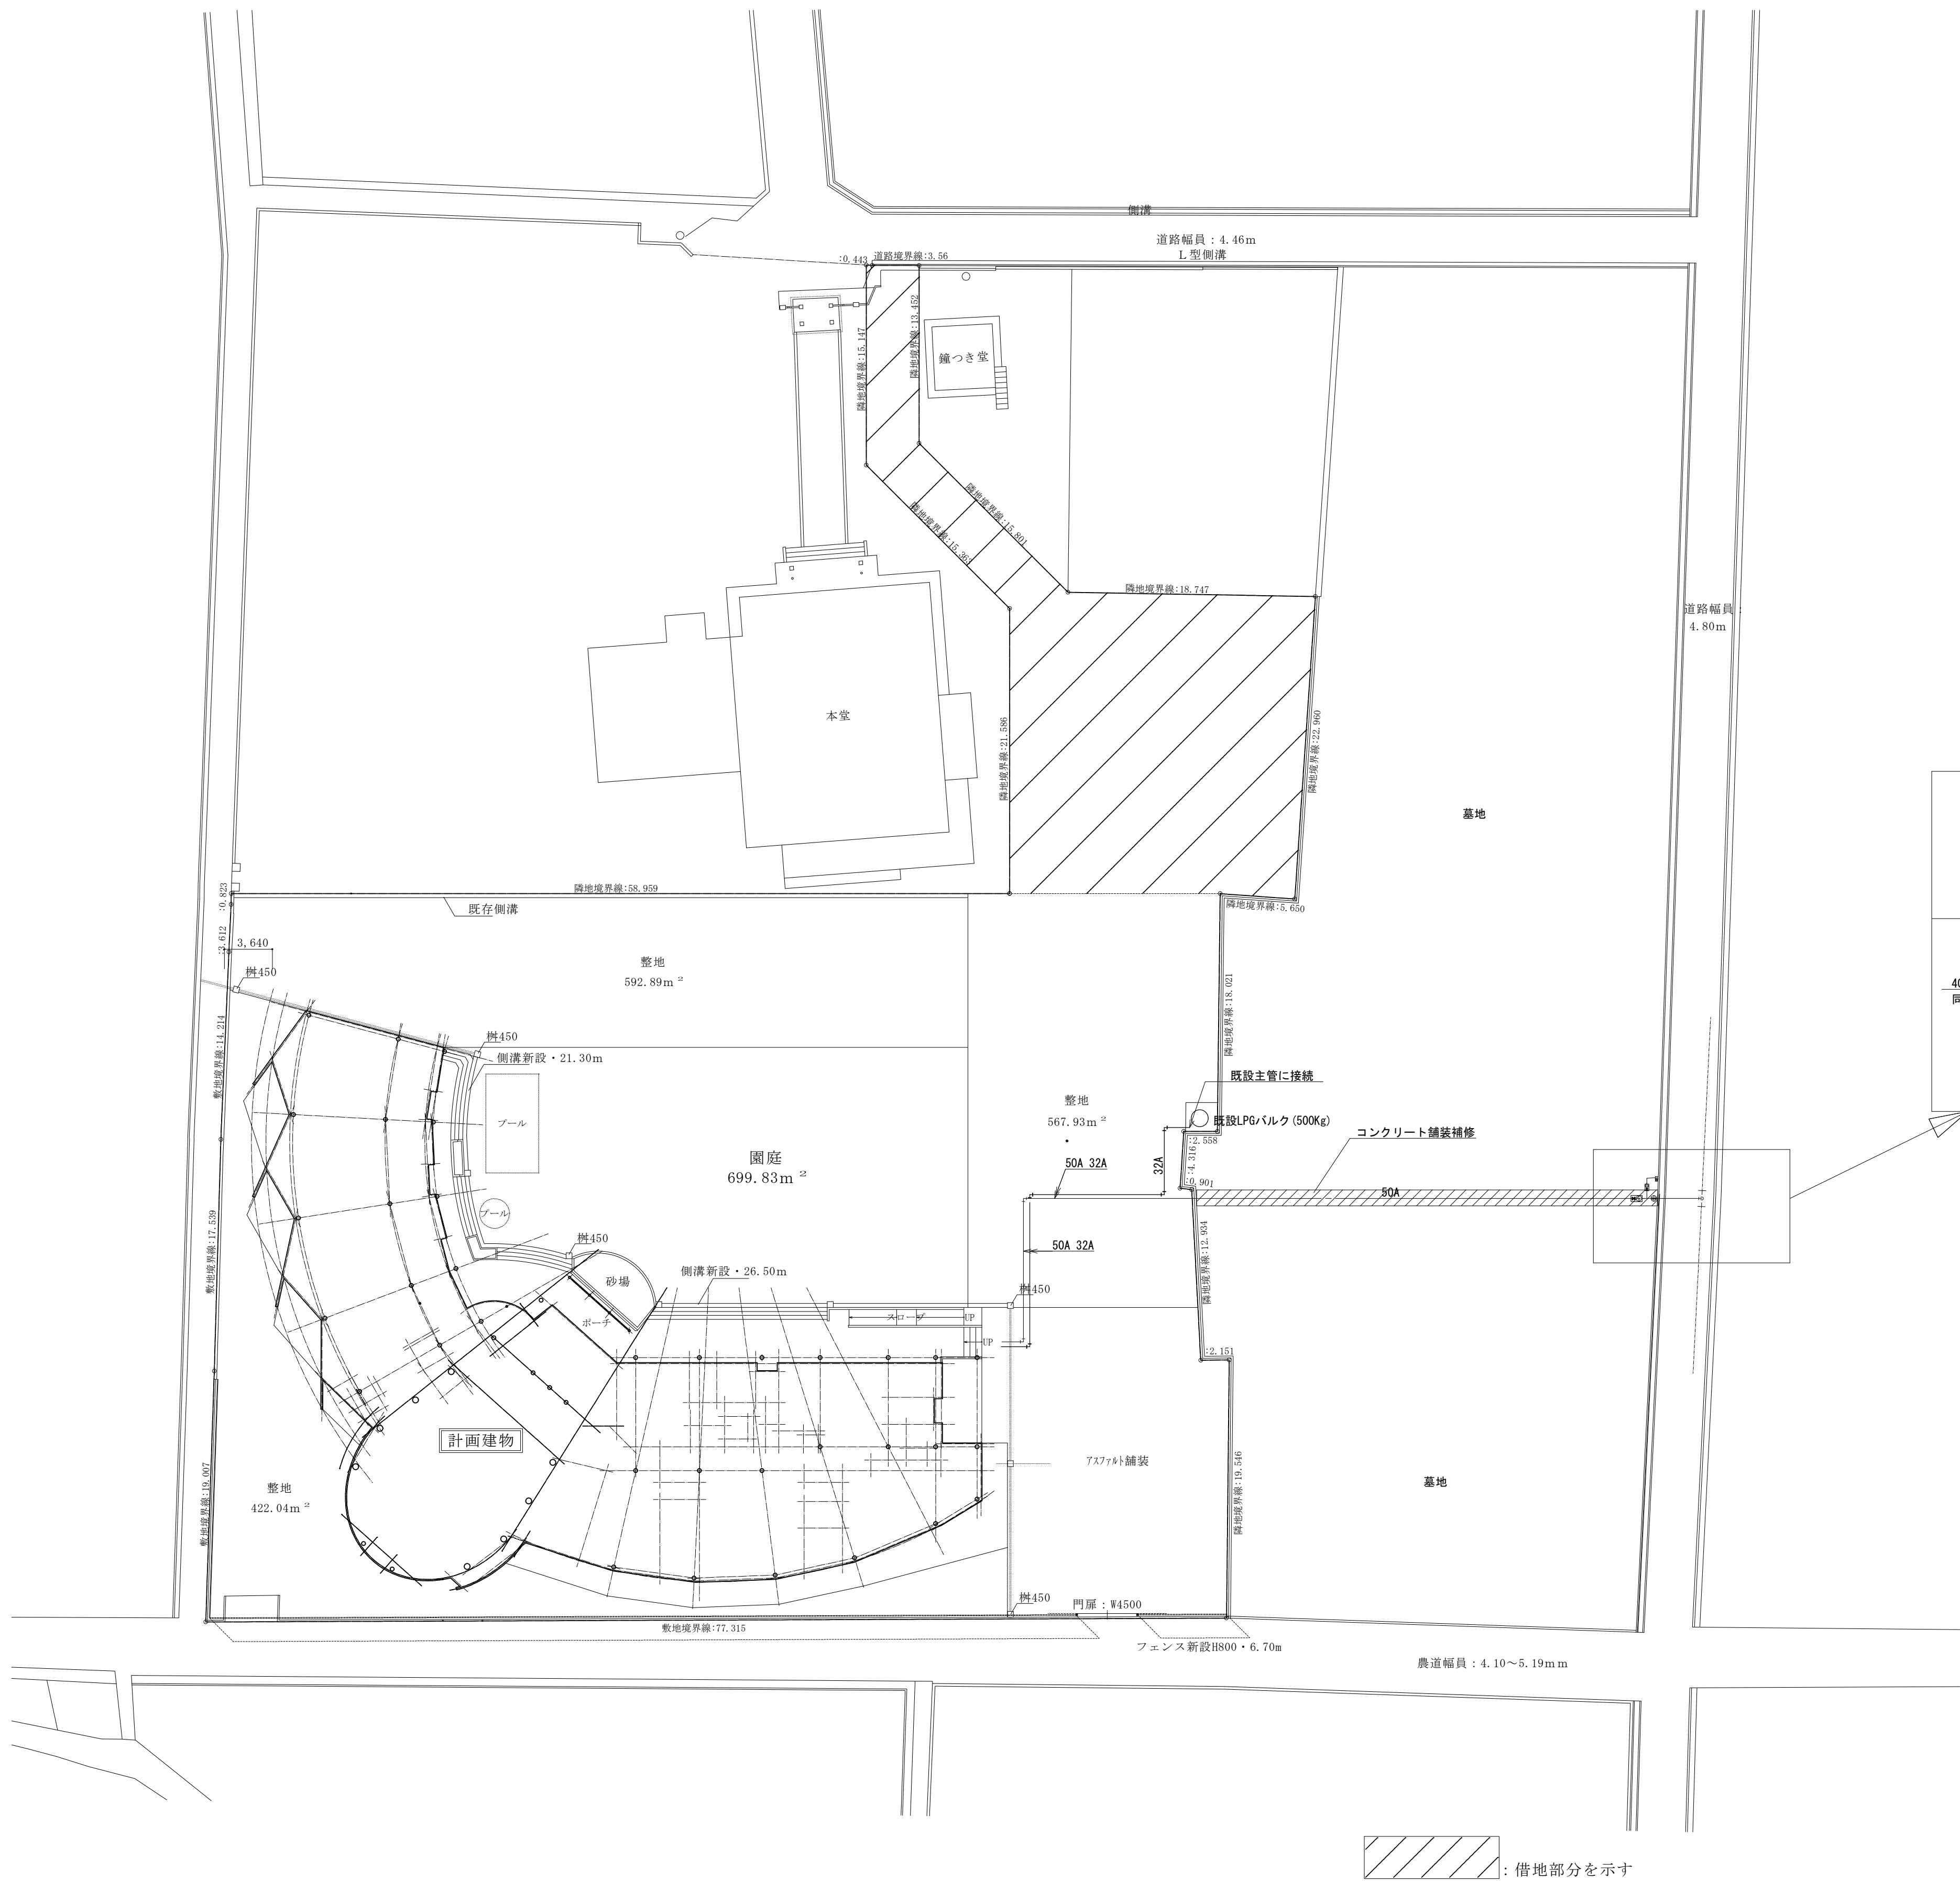 側溝
道路幅員：4.46m
L型側溝
:0.443
道路境界線:3.56
隣地境界線:15.147
隣地境界線:13.452
鐘つき堂
隣地境界線:15.801
隣地境界線:15.36
隣地境界線:18.747
道路幅員：
4.80m
本堂
隣地境界線:21.586
隣地境界線:22.960
墓地
隣地境界線:58.959
隣地境界線:5.650
:0.823
既存側溝
:3.612
3,640
桝450
整地
592.89m²
隣地境界線:18.021
敷地境界線:14.214
桝450
側溝新設・21.30m
既設主管に接続
プール
整地
567.93m²
既設LPGバルク(500Kg)
コンクリート舗装補修
:2.558
園庭
699.83m²
50A 32A
32A
:4.316
:0.901
50A
プール
敷地境界線:17.539
桝450
50A 32A
隣地境界線:12.934
側溝新設・26.50m
砂場
桝450
スロープ
UP
ポーチ
UP
:2.151
計画建物
アスファルト舗装
整地
422.04m²
敷地境界線:19.007
隣地境界線:19.546
墓地
桝450
門扉：W4500
敷地境界線:77.315
フェンス新設H800・6.70m
農道幅員：4.10～5.19mm
40
同
：借地部分を示す